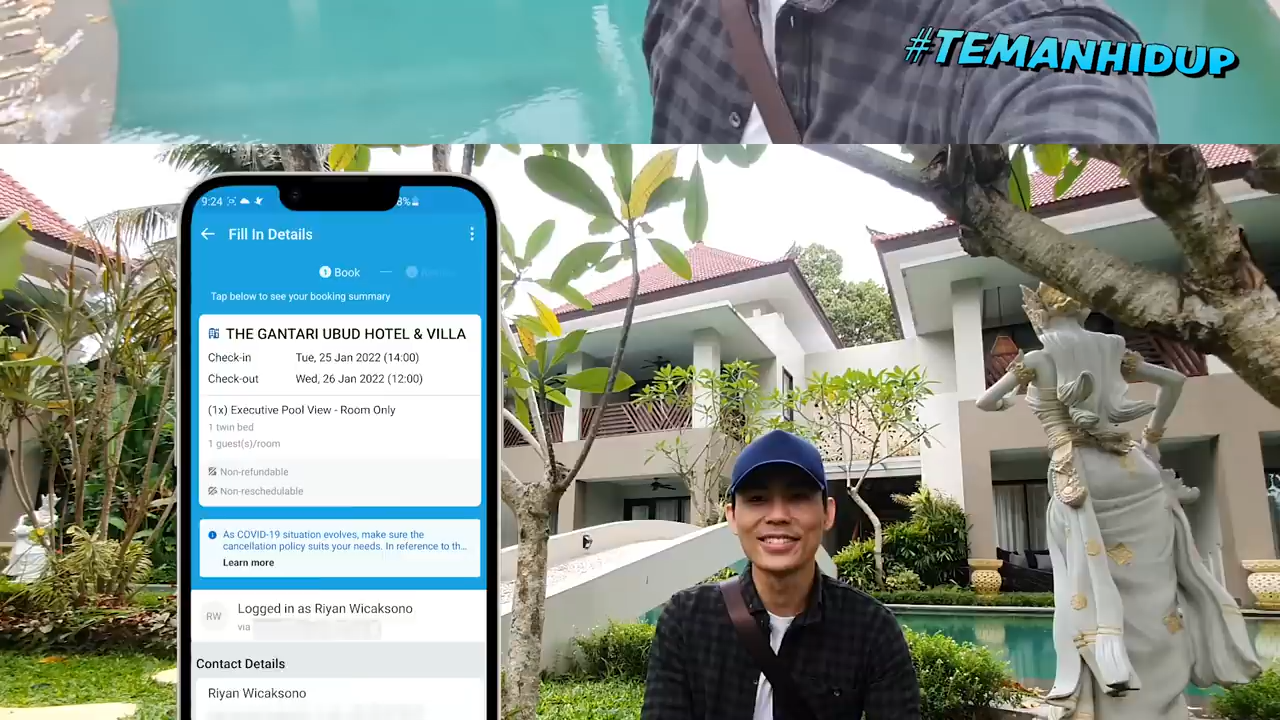 #TEMANHIDUP
9:24
8%
Fill In Details
1 Book
Tap below to see your booking summary
THE GANTARI UBUD HOTEL & VILLA
Check-in Tue, 25 Jan 2022 (14:00)
Check-out Wed, 26 Jan 2022 (12:00)
(1x) Executive Pool View - Room Only
1 twin bed
1 guest(s)/room
Non-refundable
Non-reschedulable
As COVID-19 situation evolves, make sure the
cancellation policy suits your needs. In reference to th...
Learn more
RW
Logged in as Riyan Wicaksono
via
Contact Details
Riyan Wicaksono